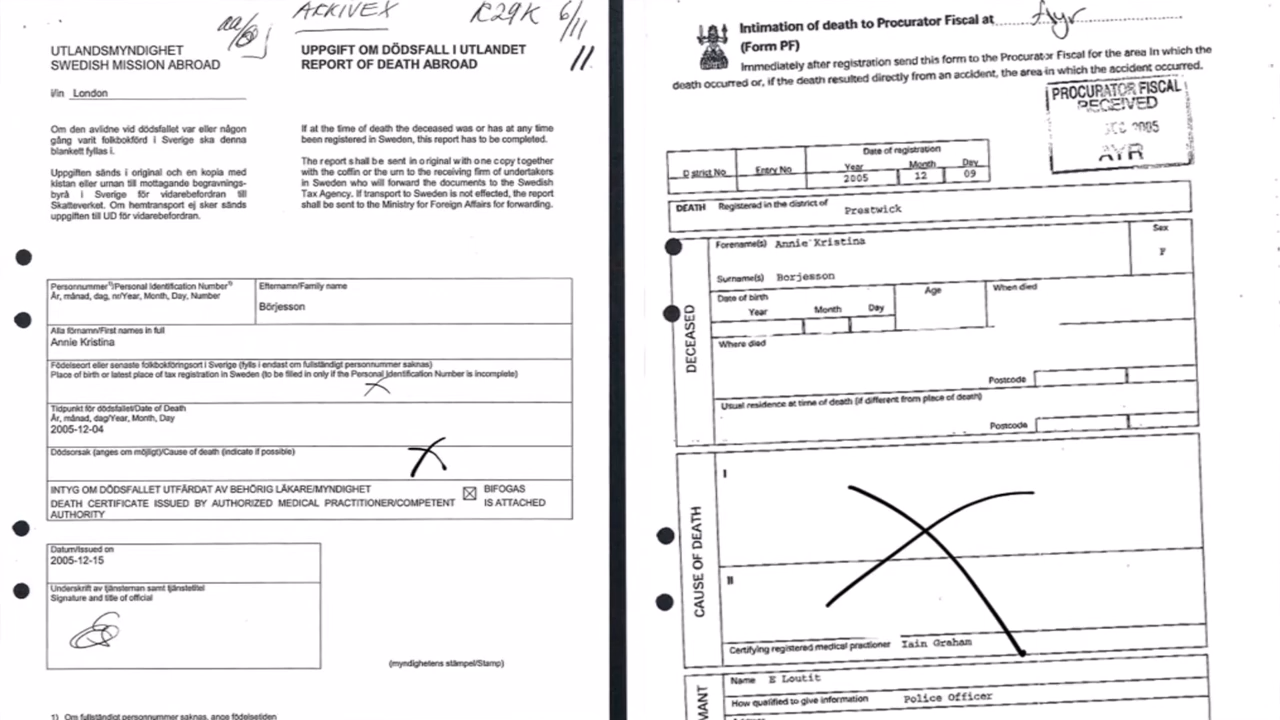 ARKIVEX R29K 6/11
11.
UTLANDSMYNDIGHET
SWEDISH MISSION ABROAD
UPPGIFT OM DÖDSFALL I UTLANDET
REPORT OF DEATH ABROAD
i/in London
Om den avlidne vid dödsfallet var eller någon
gång varit folkbokförd i Sverige ska denna
blankett fyllas i.
Uppgiften sänds i original och en kopia med
kistan eller urnan till mottagande begravnings-
byrå i Sverige för vidarebefordran till
Skatteverket. Om hemtransport ej sker sänds
uppgiften till UD för vidarebefordran.
If at the time of death the deceased was or has at any time
been registered in Sweden, this report has to be completed.
The report shall be sent in original with one copy together
with the coffin or the urn to the receiving firm of undertakers
in Sweden who will forward the documents to the Swedish
Tax Agency. If transport to Sweden is not effected, the report
shall be sent to the Ministry for Foreign Affairs for forwarding.
Personnummer1)/Personal Identification Number1)
År, månad, dag, nr/Year, Month, Day, Number
Efternamn/Family name
Börjesson
Alla förnamn/First names in full
Annie Kristina
Födelseort eller senaste folkbokföringsort i Sverige (fylls i endast om fullständigt personnummer saknas)
Place of birth or latest place of tax registration in Sweden (to be filled in only if the Personal Identification Number is incomplete)
Tidpunkt för dödsfallet/Date of Death
År, månad, dag/Year, Month, Day
2005-12-04
Dödsorsak (anges om möjligt)/Cause of death (indicate if possible)
INTYG OM DÖDSFALLET UTFÄRDAT AV BEHÖRIG LÄKARE/MYNDIGHET
DEATH CERTIFICATE ISSUED BY AUTHORIZED MEDICAL PRACTITIONER/COMPETENT
AUTHORITY
BIFOGAS
IS ATTACHED
Datum/Issued on
2005-12-15
Underskrift av tjänsteman samt tjänstetitel
Signature and title of official
(myndighetens stämpel/Stamp)
1) Om fullständigt personnummer saknas, ange födelsetiden
Intimation of death to Procurator Fiscal at Ayr
(Form PF)
Immediately after registration send this form to the Procurator Fiscal for the area in which the
death occurred or, if the death resulted directly from an accident, the area in which the accident occurred.
PROCURATOR FISCAL
RECEIVED
2005
AYR
District No
Entry No
Date of registration
Year Month Day
2005 12 09
DEATH Registered in the district of Prestwick
DECEASED
Forename(s) Annie Kristina
Surname(s) Borjesson
Sex
F
Date of birth
Year Month Day
Age
When died
Where died
Postcode
Usual residence at time of death (if different from place of death)
Postcode
CAUSE OF DEATH
I
II
Certifying registered medical practioner Iain Graham
Name E Loutit
How qualified to give information Police Officer